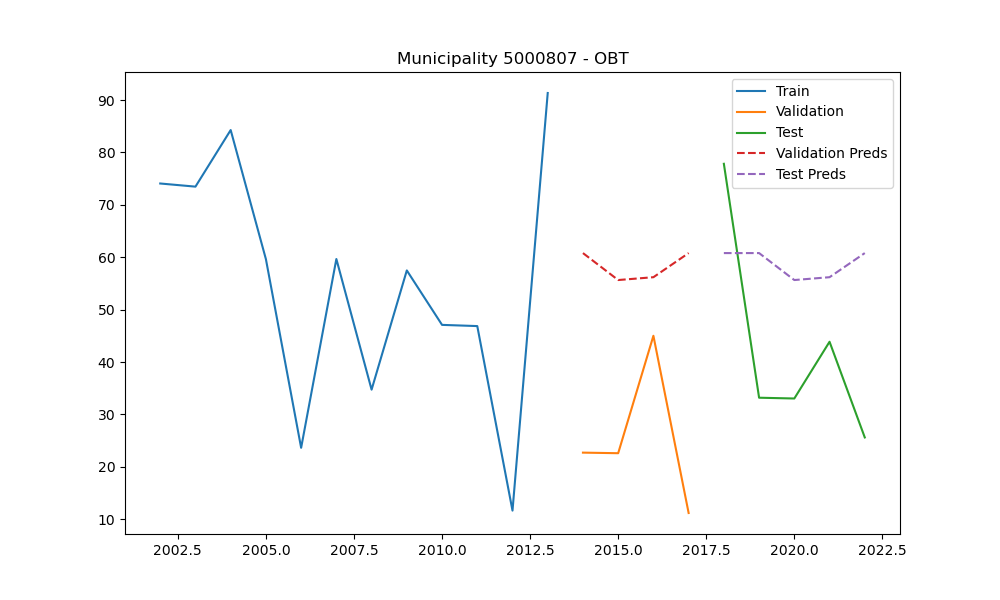 Municipality 5000807 - OBT
Train
Validation
Test
Validation Preds
Test Preds
90
80
70
60
50
40
30
20
10
2002.5 2005.0 2007.5 2010.0 2012.5 2015.0 2017.5 2020.0 2022.5